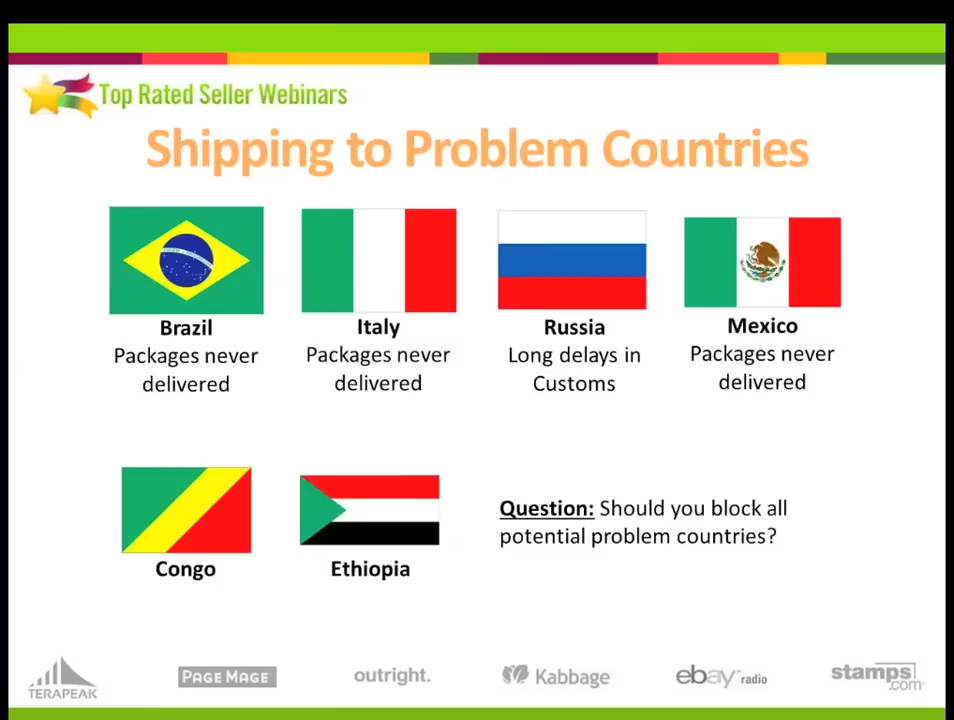 Top Rated Seller Webinars
Shipping to Problem Countries
Brazil
Packages never
delivered
Italy
Packages never
delivered
Russia
Long delays in
Customs
Mexico
Packages never
delivered
Congo
Ethiopia
Question: Should you block all
potential problem countries?
TERAPEAK
PAGE MAGE
outright.
Kabbage
ebay radio
stamps
.com